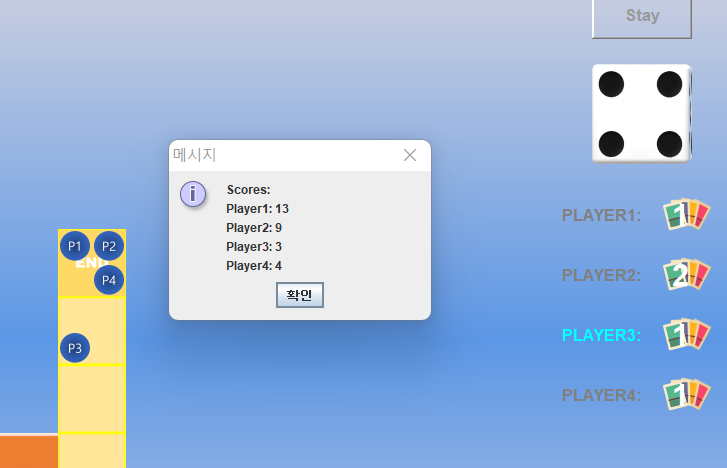 Stay
메시지
Scores:
Player1: 13
Player2: 9
Player3: 3
Player4: 4
확인
PLAYER1: 1
PLAYER2: 2
PLAYER3: 1
PLAYER4: 1
P1 P2
END
P4
P3